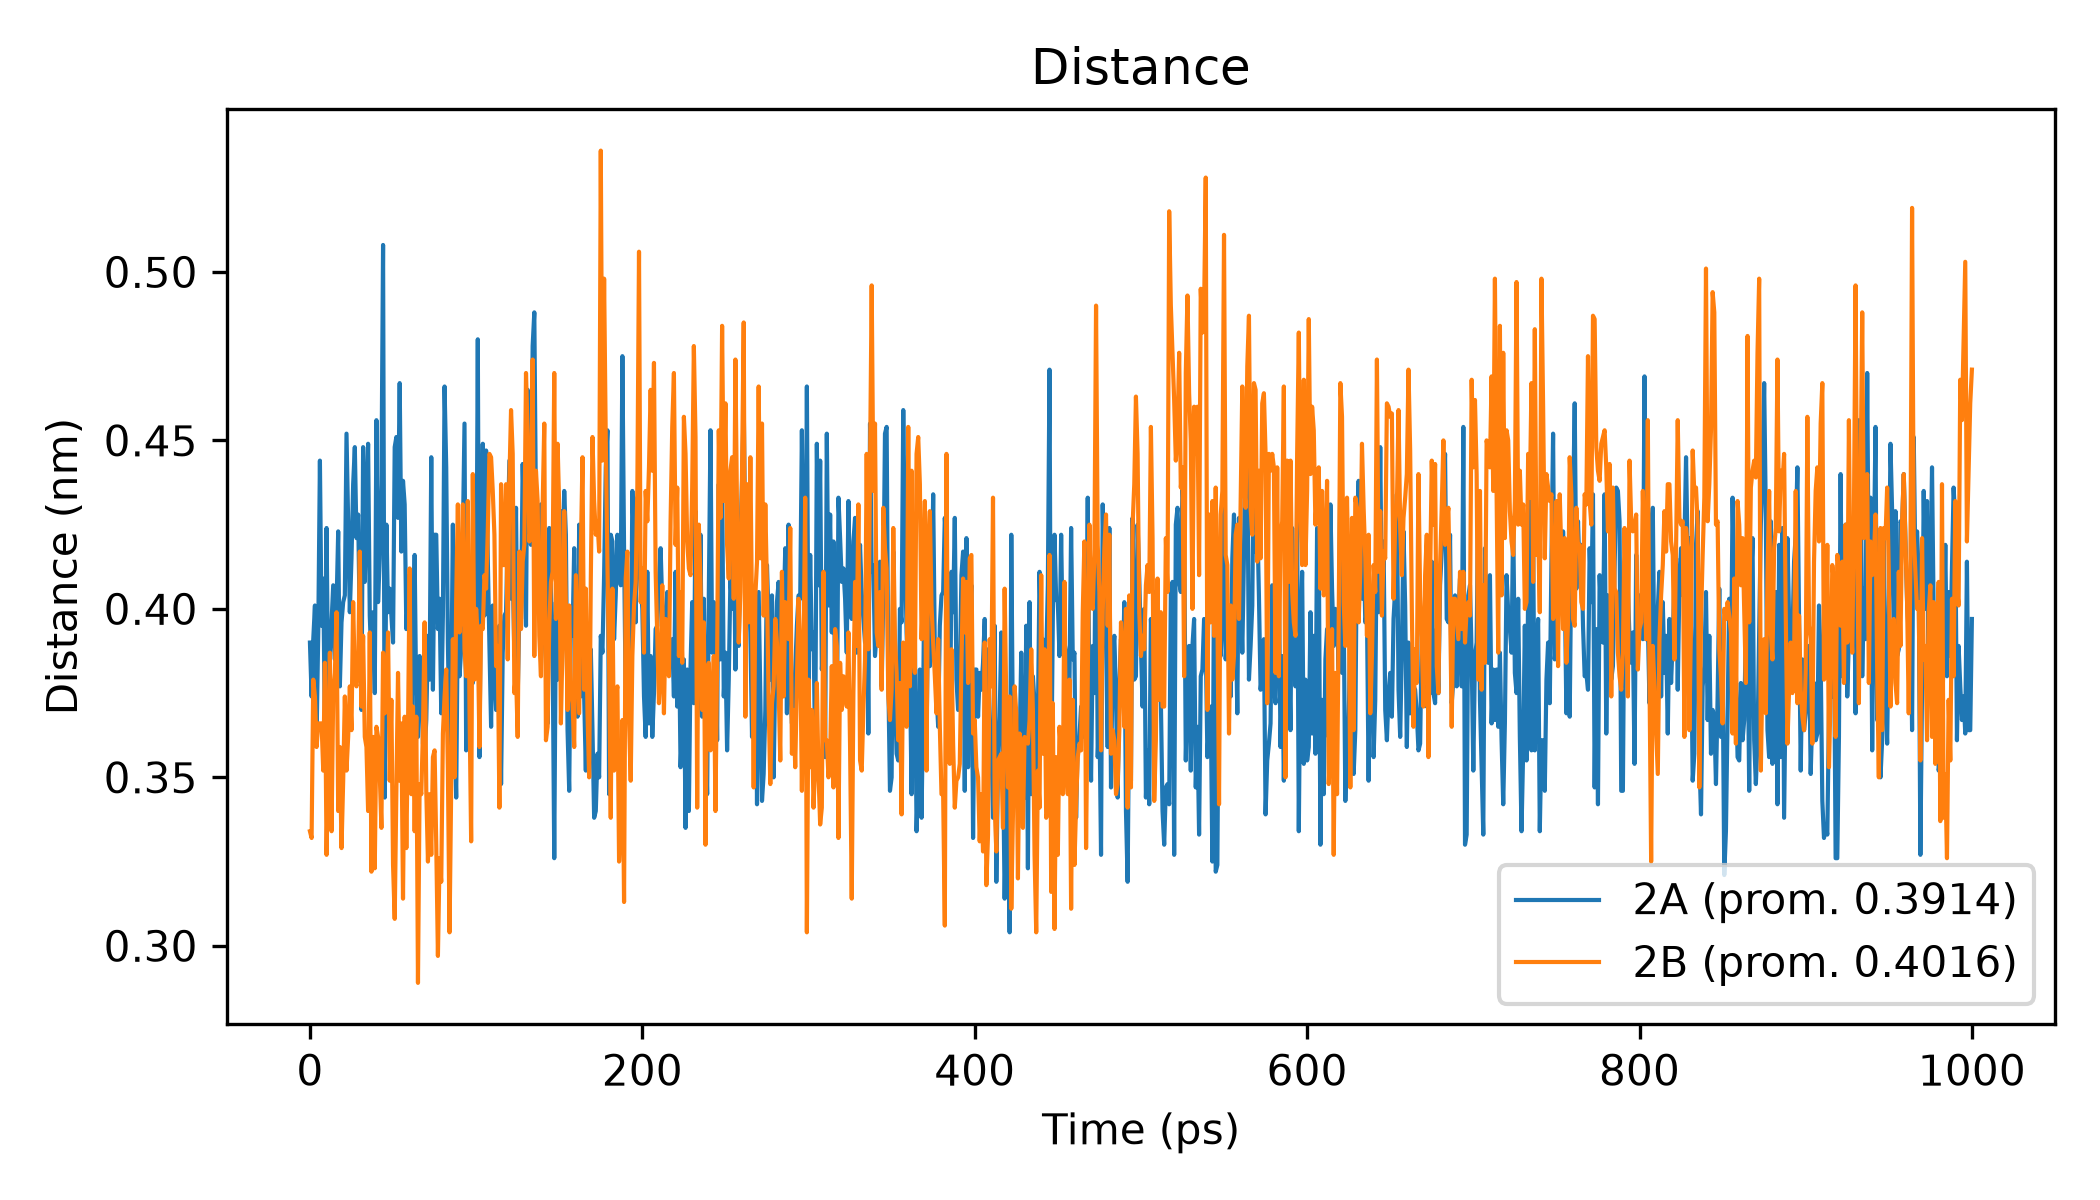 Distance
Distance (nm)
0.50
0.45
0.40
0.35
0.30
2A (prom. 0.3914)
2B (prom. 0.4016)
0 200 400 600 800 1000
Time (ps)